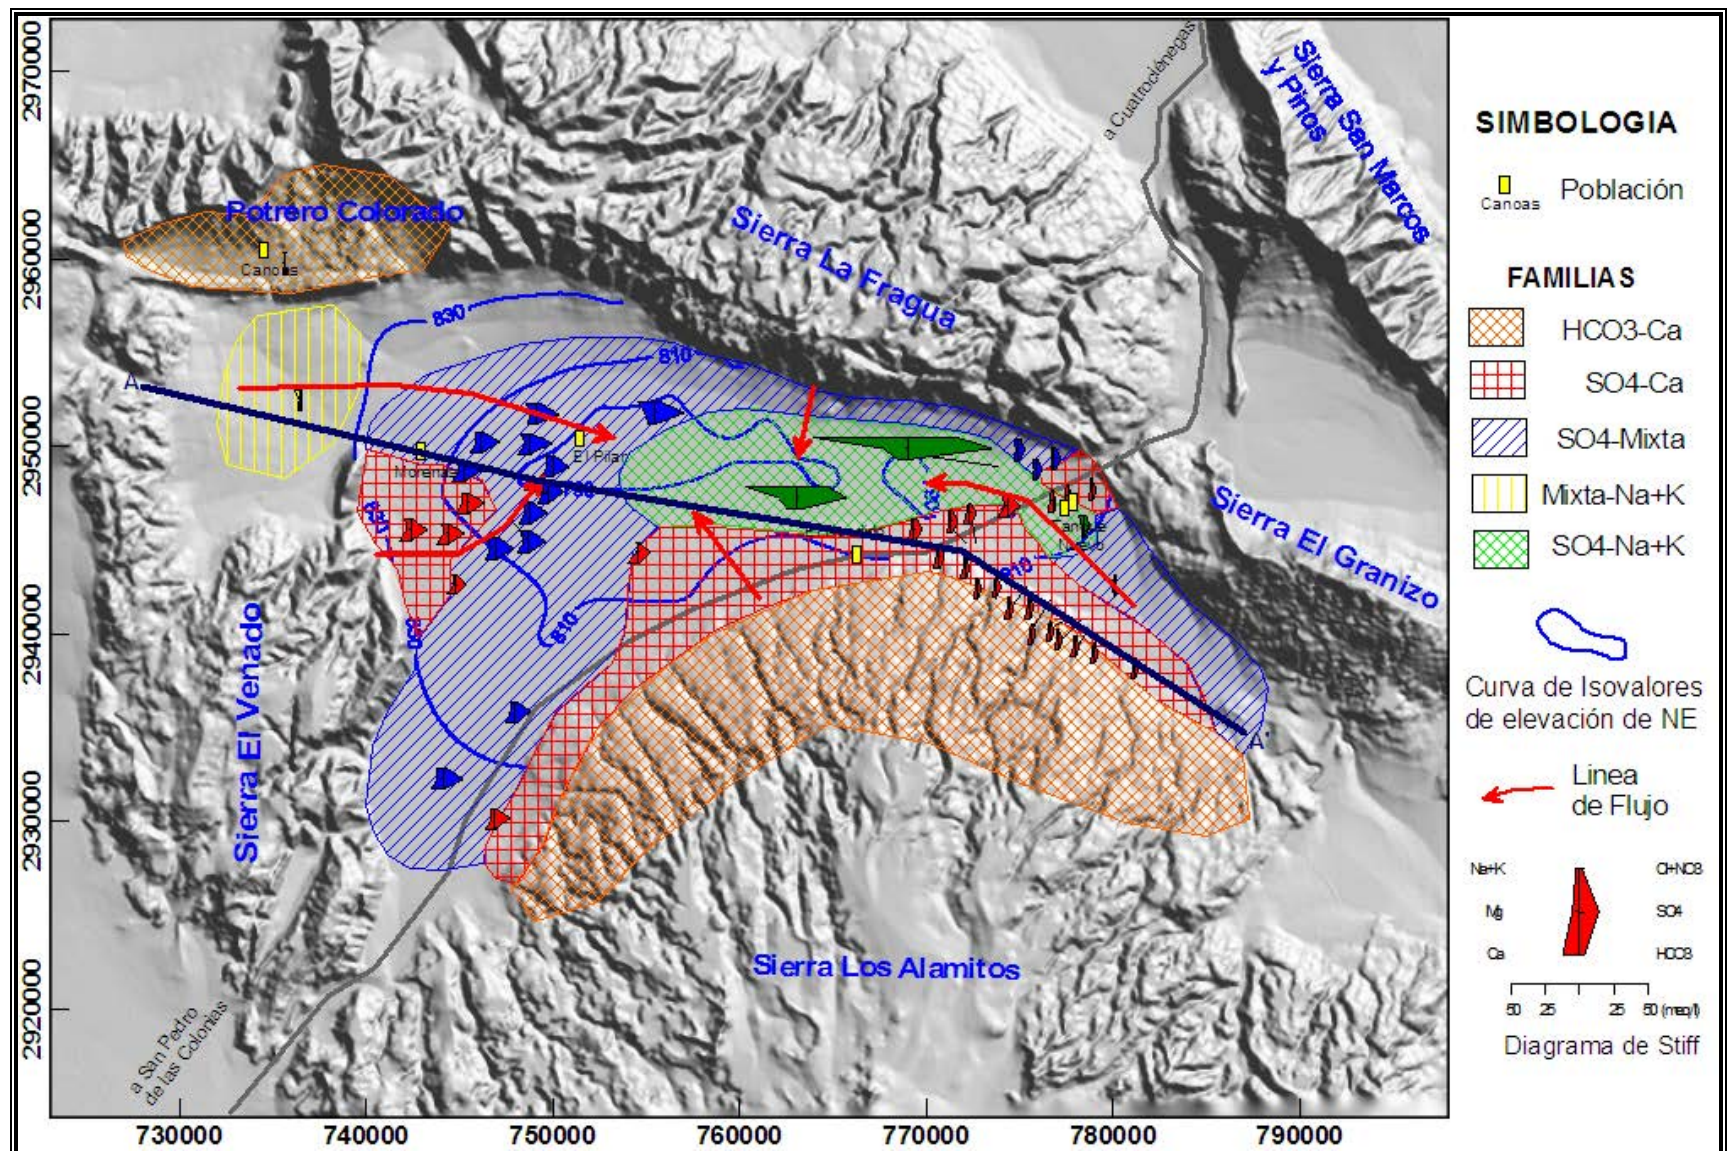 2970000
2960000
2950000
2940000
2930000
2920000
730000
740000
750000
760000
770000
780000
790000
a Cuatrociénegas
Sierra San Marcos
y Pinos
Potrero Colorado
Canoas
Sierra La Fragua
830
810
A
El Pilar
Sierra El Granizo
810
810
A'
Sierra El Venado
Sierra Los Alamitos
a San Pedro
de las Colonias
SIMBOLOGIA
Canoas
Población
FAMILIAS
HCO3-Ca
SO4-Ca
SO4-Mixta
Mixta-Na+K
SO4-Na+K
Curva de Isovalores
de elevación de NE
Linea
de Flujo
Na+K
Cl+NO3
Mg
SO4
Ca
HCO3
50 25 25 50 (meq/l)
Diagrama de Stiff